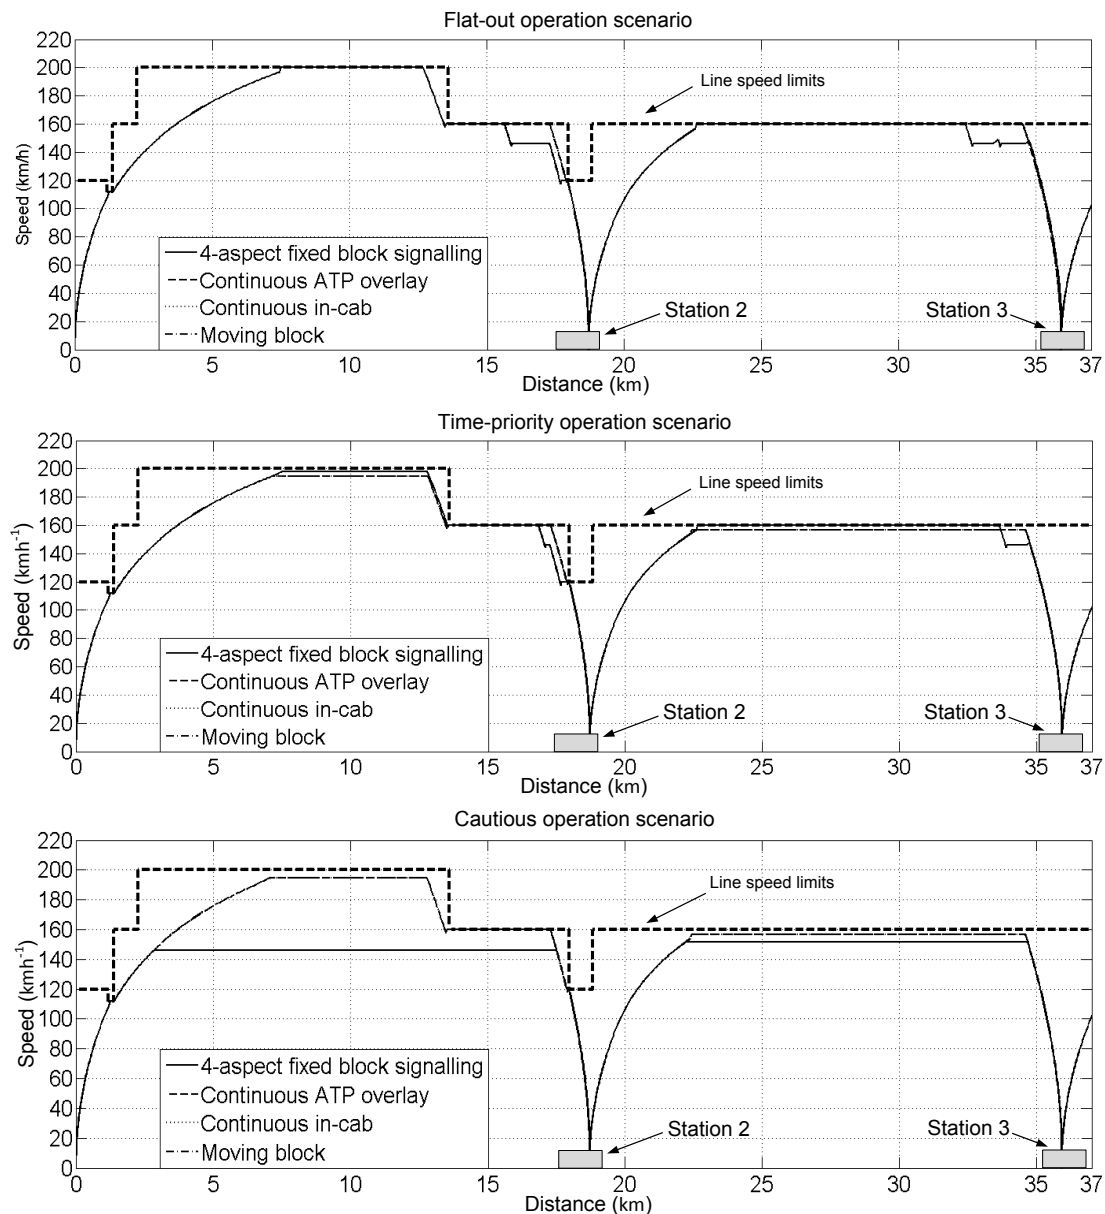 Flat-out operation scenario
220
200
180
160
140
120
100
80
60
40
20
0
Speed (km/h)
Line speed limits
4-aspect fixed block signalling
Continuous ATP overlay
Continuous in-cab
Moving block
Station 2
Station 3
0 5 10 15 20 25 30 35 37
Distance (km)
Time-priority operation scenario
220
200
180
160
140
120
100
80
60
40
20
0
Speed (kmh-1)
Line speed limits
4-aspect fixed block signalling
Continuous ATP overlay
Continuous in-cab
Moving block
Station 2
Station 3
0 5 10 15 20 25 30 35 37
Distance (km)
Cautious operation scenario
220
200
180
160
140
120
100
80
60
40
20
0
Speed (kmh-1)
Line speed limits
4-aspect fixed block signalling
Continuous ATP overlay
Continuous in-cab
Moving block
Station 2
Station 3
0 5 10 15 20 25 30 35 37
Distance (km)